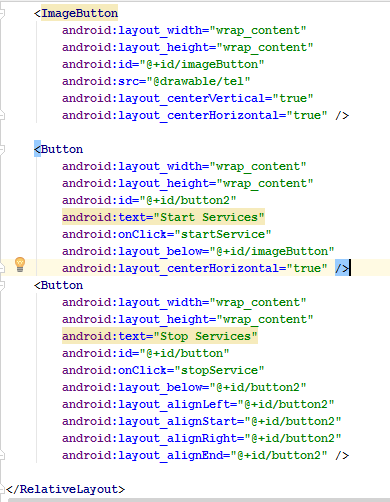 <ImageButton
android:layout_width="wrap_content"
android:layout_height="wrap_content"
android:id="@+id/imageButton"
android:src="@drawable/tel"
android:layout_centerVertical="true"
android:layout_centerHorizontal="true" />
<Button
android:layout_width="wrap_content"
android:layout_height="wrap_content"
android:id="@+id/button2"
android:text="Start Services"
android:onClick="startService"
android:layout_below="@+id/imageButton"
android:layout_centerHorizontal="true" />
<Button
android:layout_width="wrap_content"
android:layout_height="wrap_content"
android:text="Stop Services"
android:id="@+id/button"
android:onClick="stopService"
android:layout_below="@+id/button2"
android:layout_alignLeft="@+id/button2"
android:layout_alignStart="@+id/button2"
android:layout_alignRight="@+id/button2"
android:layout_alignEnd="@+id/button2" />
</RelativeLayout>